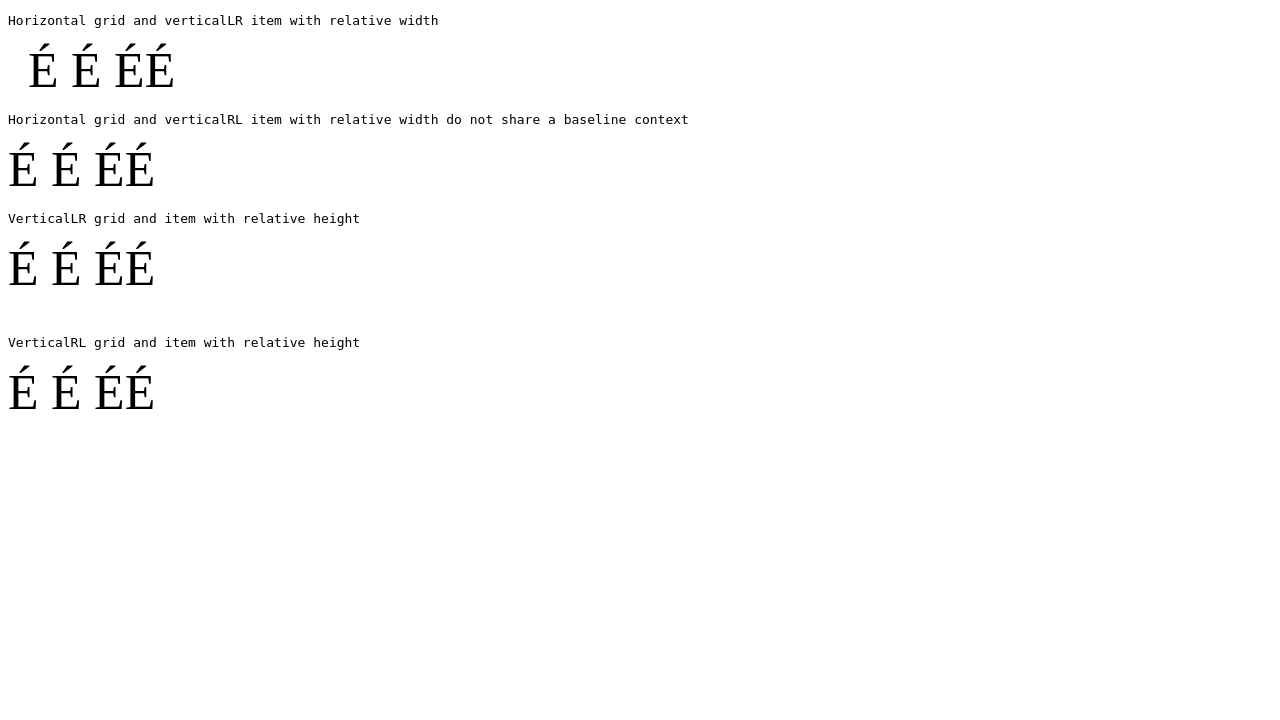 Horizontal grid and verticalLR item with relative width
É É ÉÉ
Horizontal grid and verticalRL item with relative width do not share a baseline context
É É ÉÉ
VerticalLR grid and item with relative height
É É ÉÉ
VerticalRL grid and item with relative height
É É ÉÉ